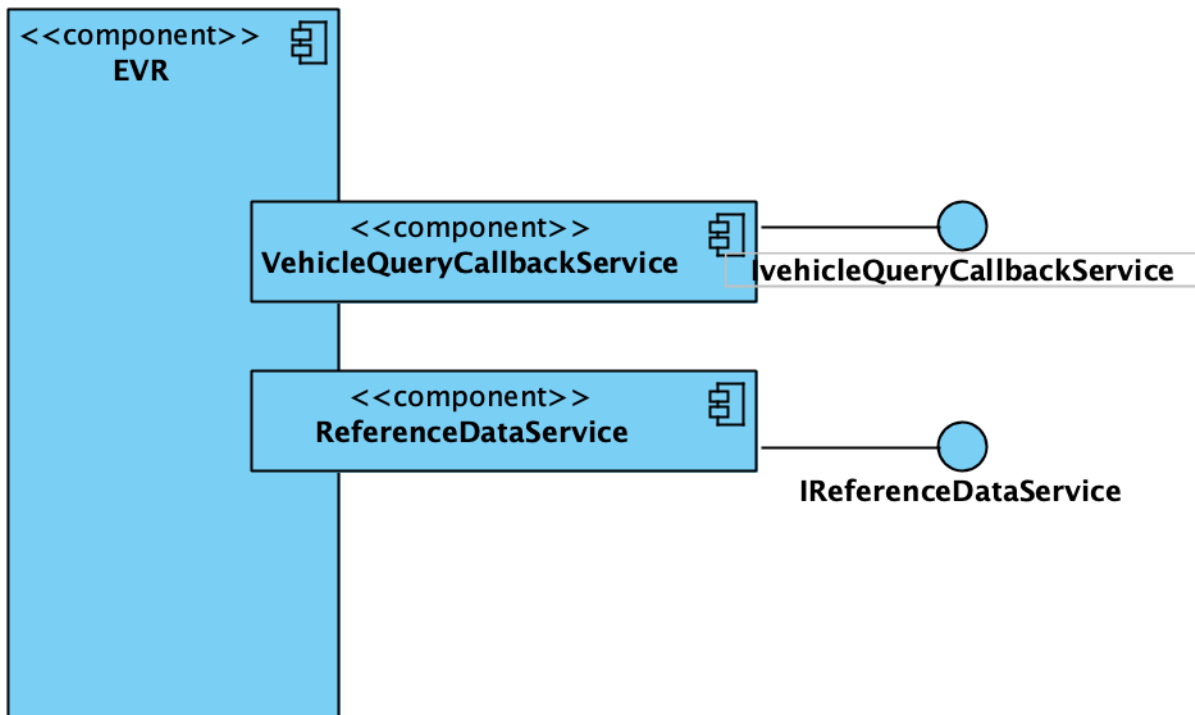 <<component>>
EVR
<<component>>
VehicleQueryCallbackService
IvehicleQueryCallbackService
<<component>>
ReferenceDataService
IReferenceDataService